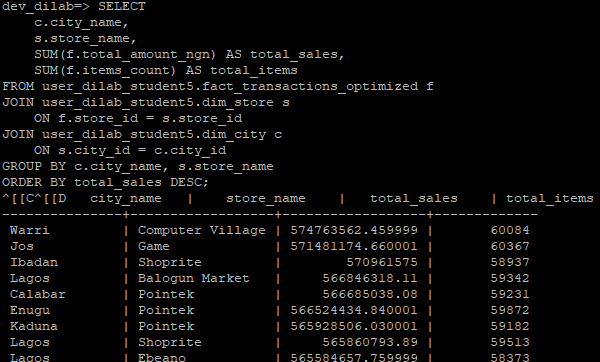 dev_dilab=> SELECT
    c.city_name,
    s.store_name,
    SUM(f.total_amount_ngn) AS total_sales,
    SUM(f.items_count) AS total_items
FROM user_dilab_student5.fact_transactions_optimized f
JOIN user_dilab_student5.dim_store s
    ON f.store_id = s.store_id
JOIN user_dilab_student5.dim_city c
    ON s.city_id = c.city_id
GROUP BY c.city_name, s.store_name
ORDER BY total_sales DESC;
^[[C^[[D   city_name   |    store_name    |   total_sales    | total_items
---------------+------------------+------------------+-------------
 Warri         | Computer Village | 574763562.459999 |       60084
 Jos           | Game             | 571481174.660001 |       60367
 Ibadan        | Shoprite         |        570961575 |       58937
 Lagos         | Balogun Market   |     566846318.11 |       59342
 Calabar       | Pointek          |     566685038.08 |       59231
 Enugu         | Pointek          | 566524434.840001 |       59872
 Kaduna        | Pointek          | 565928506.030001 |       59182
 Lagos         | Shoprite         |     565860793.89 |       59513
 Lagos         | Ebeano           | 565584657.759999 |       58373